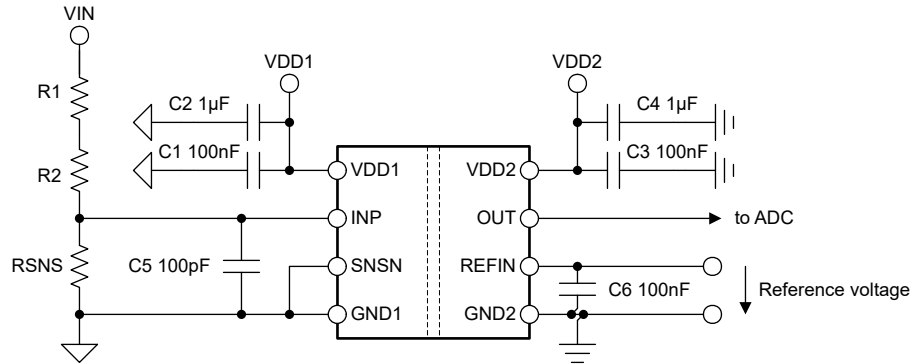 VIN
VDD1
VDD2
R1
C2 1µF
C4 1µF
C1 100nF
C3 100nF
R2
VDD1
VDD2
INP
OUT
to ADC
RSNS
C5 100pF
SNSN
REFIN
C6 100nF
Reference voltage
GND1
GND2